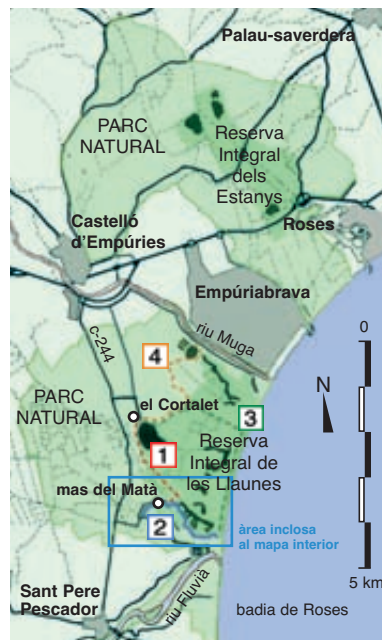 Palau-saverdera
PARC
NATURAL
Reserva
Integral
dels
Estanys
Castelló
d'Empúries
Roses
Empúriabrava
riu Muga
c-244
4
0
N
PARC
NATURAL
el Cortalet
3
1
Reserva
Integral de
les Llaunes
mas del Matà
2
àrea inclosa
al mapa interior
5 km
Sant Pere
Pescador
riu Fluvià
badia de Roses